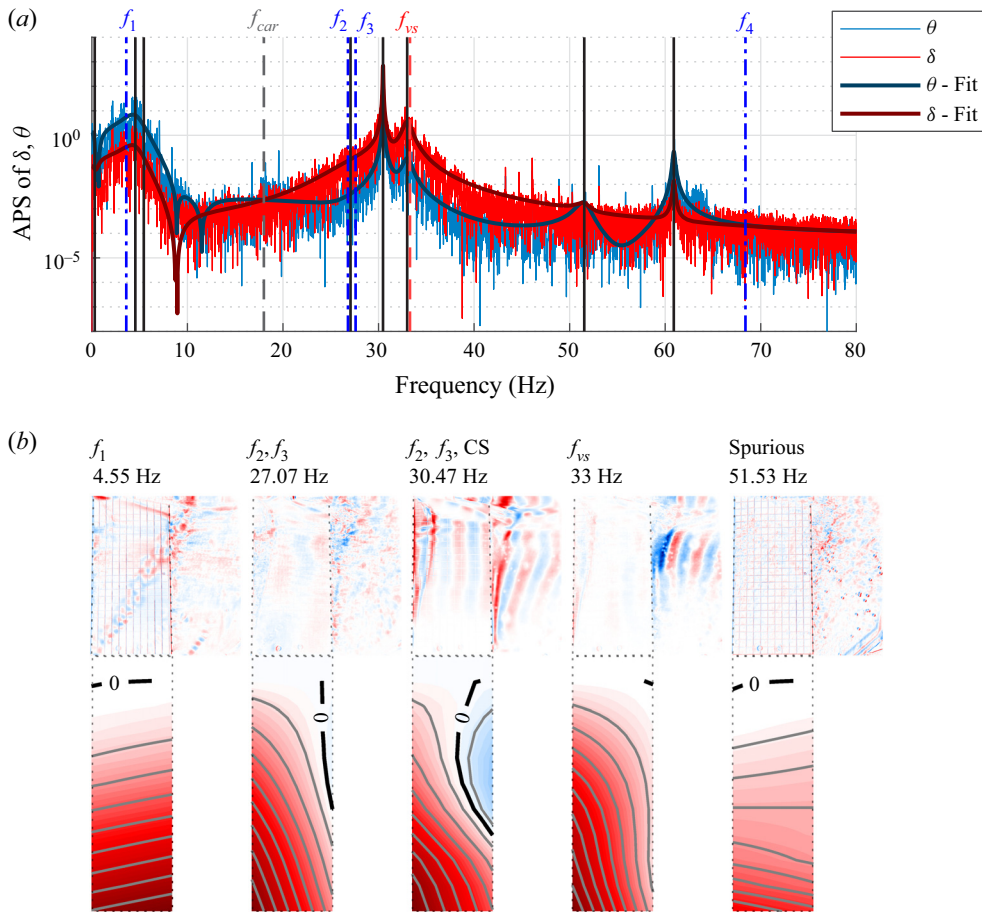 (a)
f1 fcar f2 f3 fvs f4
θ
δ
θ - Fit
δ - Fit
APS of δ, θ
10^0
10^−5
0 10 20 30 40 50 60 70 80
Frequency (Hz)
(b)
f1 f2, f3 f2, f3, CS fvs Spurious
4.55 Hz 27.07 Hz 30.47 Hz 33 Hz 51.53 Hz
0 0 0 0